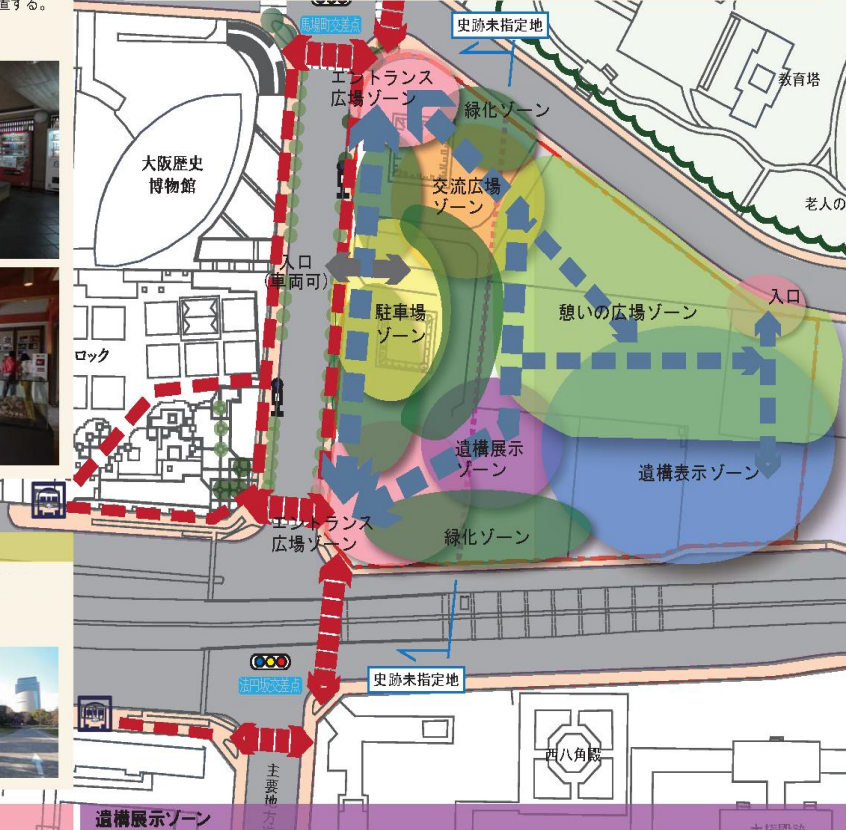 置する。
馬場町交差点
史跡未指定地
エントランス
広場ゾーン
緑化ゾーン
教育塔
大阪歴史
博物館
交流広場
ゾーン
老人の
入口
(車両可)
駐車場
ゾーン
憩いの広場ゾーン
入口
ロック
遺構展示
ゾーン
遺構表示ゾーン
エントランス
広場ゾーン
緑化ゾーン
史跡未指定地
法円坂交差点
西八角殿
主要地方
遺構展示ゾーン